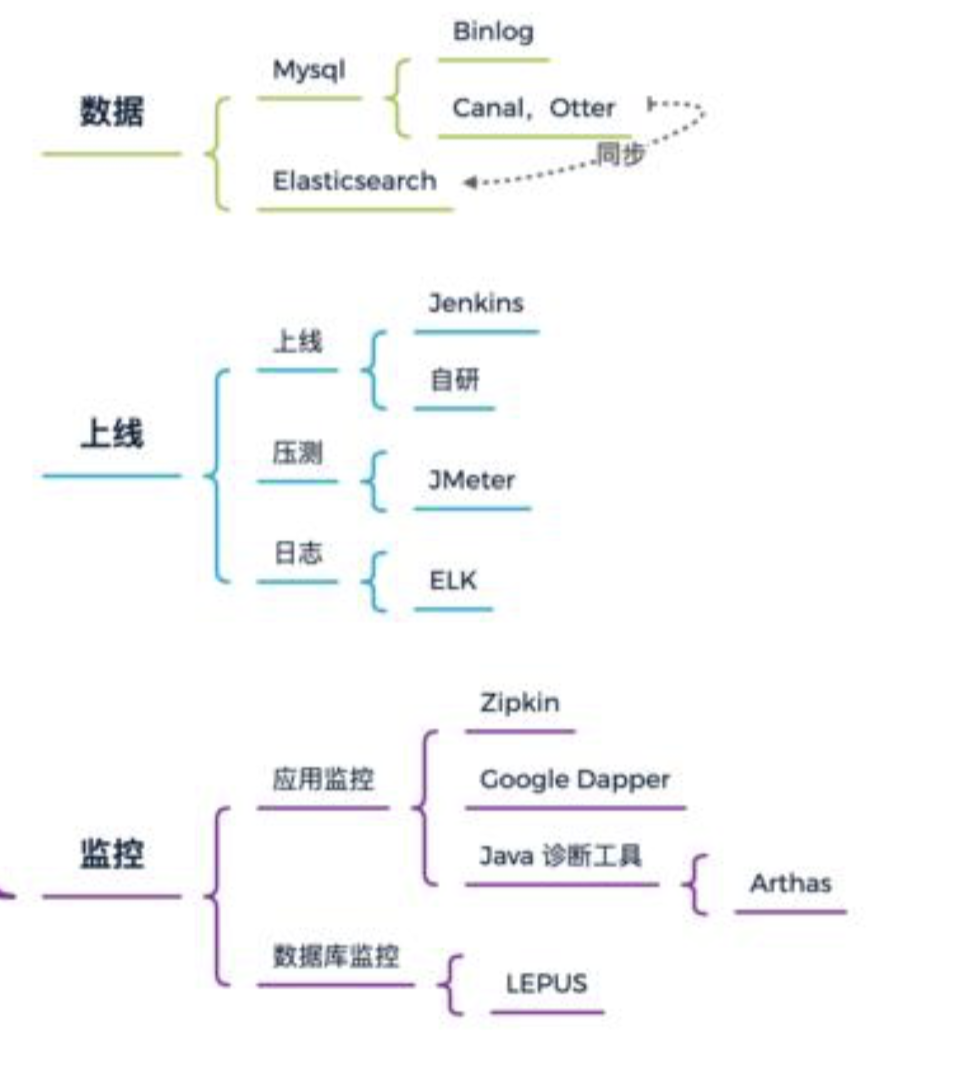 数据
Mysql
Binlog
Canal，Otter
同步
Elasticsearch
上线
上线
Jenkins
自研
压测
JMeter
日志
ELK
监控
应用监控
Zipkin
Google Dapper
Java 诊断工具
Arthas
数据库监控
LEPUS